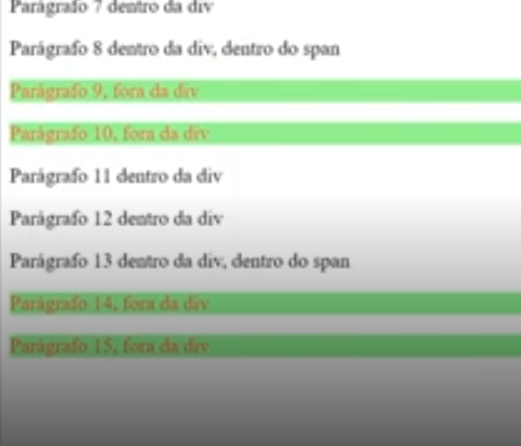 Parágrafo 7 dentro da div
Parágrafo 8 dentro da div, dentro do span
Parágrafo 9, fora da div
Parágrafo 10, fora da div
Parágrafo 11 dentro da div
Parágrafo 12 dentro da div
Parágrafo 13 dentro da div, dentro do span
Parágrafo 14, fora da div
Parágrafo 15, fora da div